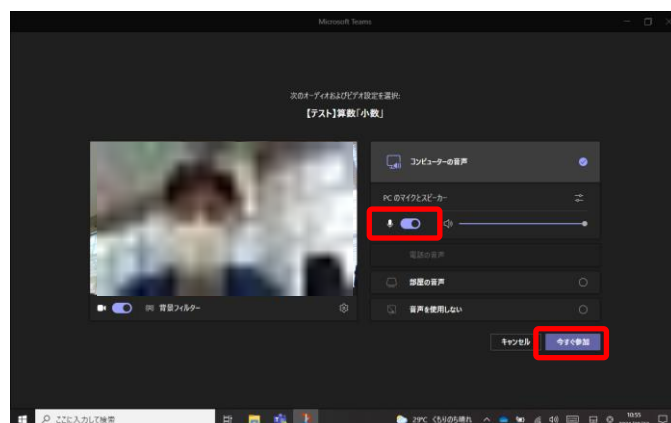 Microsoft Teams
次のオーディオおよびビデオ設定を選択:
【テスト】算数「小数」
コンピューターの音声
PC のマイクとスピーカー
電話の音声
部屋の音声
背景フィルター
音声を使用しない
キャンセル
今すぐ参加
ここに入力して検索
29°C くもりのち晴れ
10:55